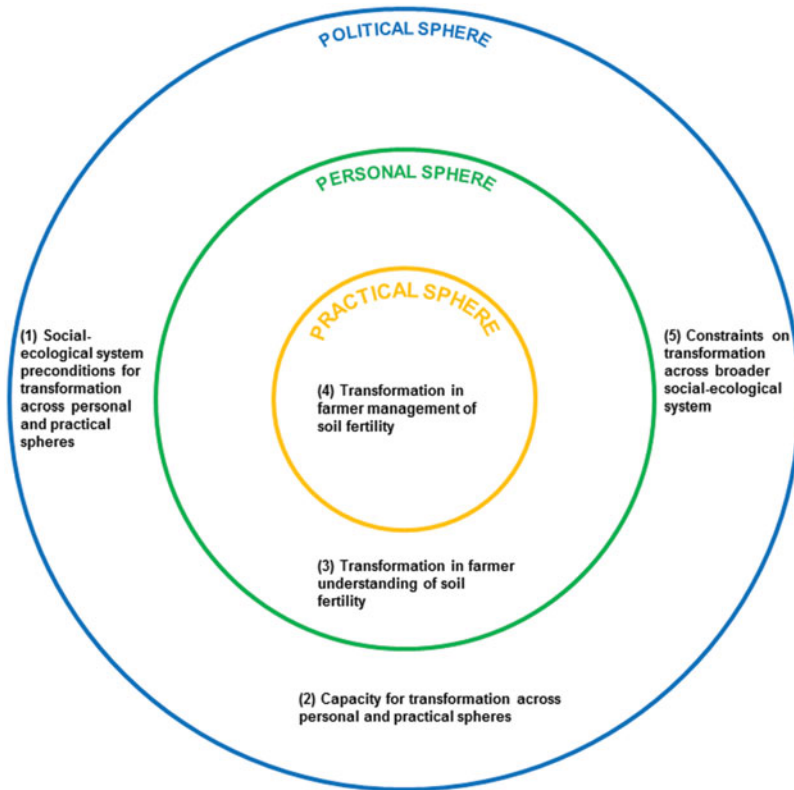 POLITICAL SPHERE
PERSONAL SPHERE
PRACTICAL SPHERE
(1) Social-
ecological system
preconditions for
transformation
across personal
and practical
spheres
(5) Constraints on
transformation
across broader
social-ecological
system
(4) Transformation in
farmer management of
soil fertility
(3) Transformation in farmer
understanding of soil
fertility
(2) Capacity for transformation across
personal and practical spheres